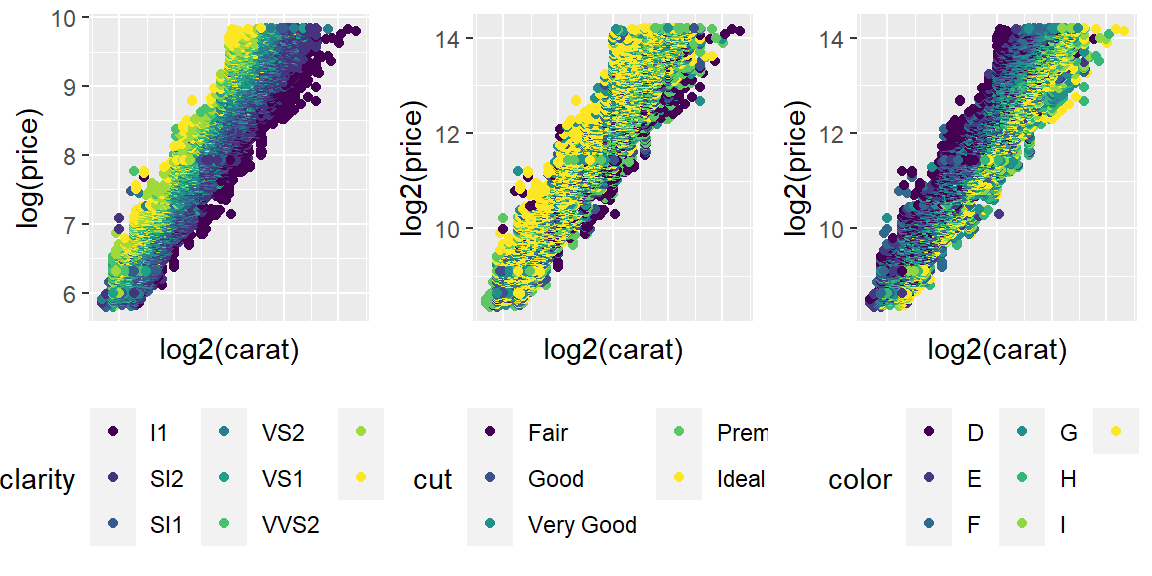 10
9
8
7
6
log(price)
log2(carat)
14
12
10
log2(price)
log2(carat)
14
12
10
log2(price)
log2(carat)
clarity
I1
SI2
SI1
VS2
VS1
VVS2
cut
Fair
Good
Very Good
Prem
Ideal
color
D
E
F
G
H
I